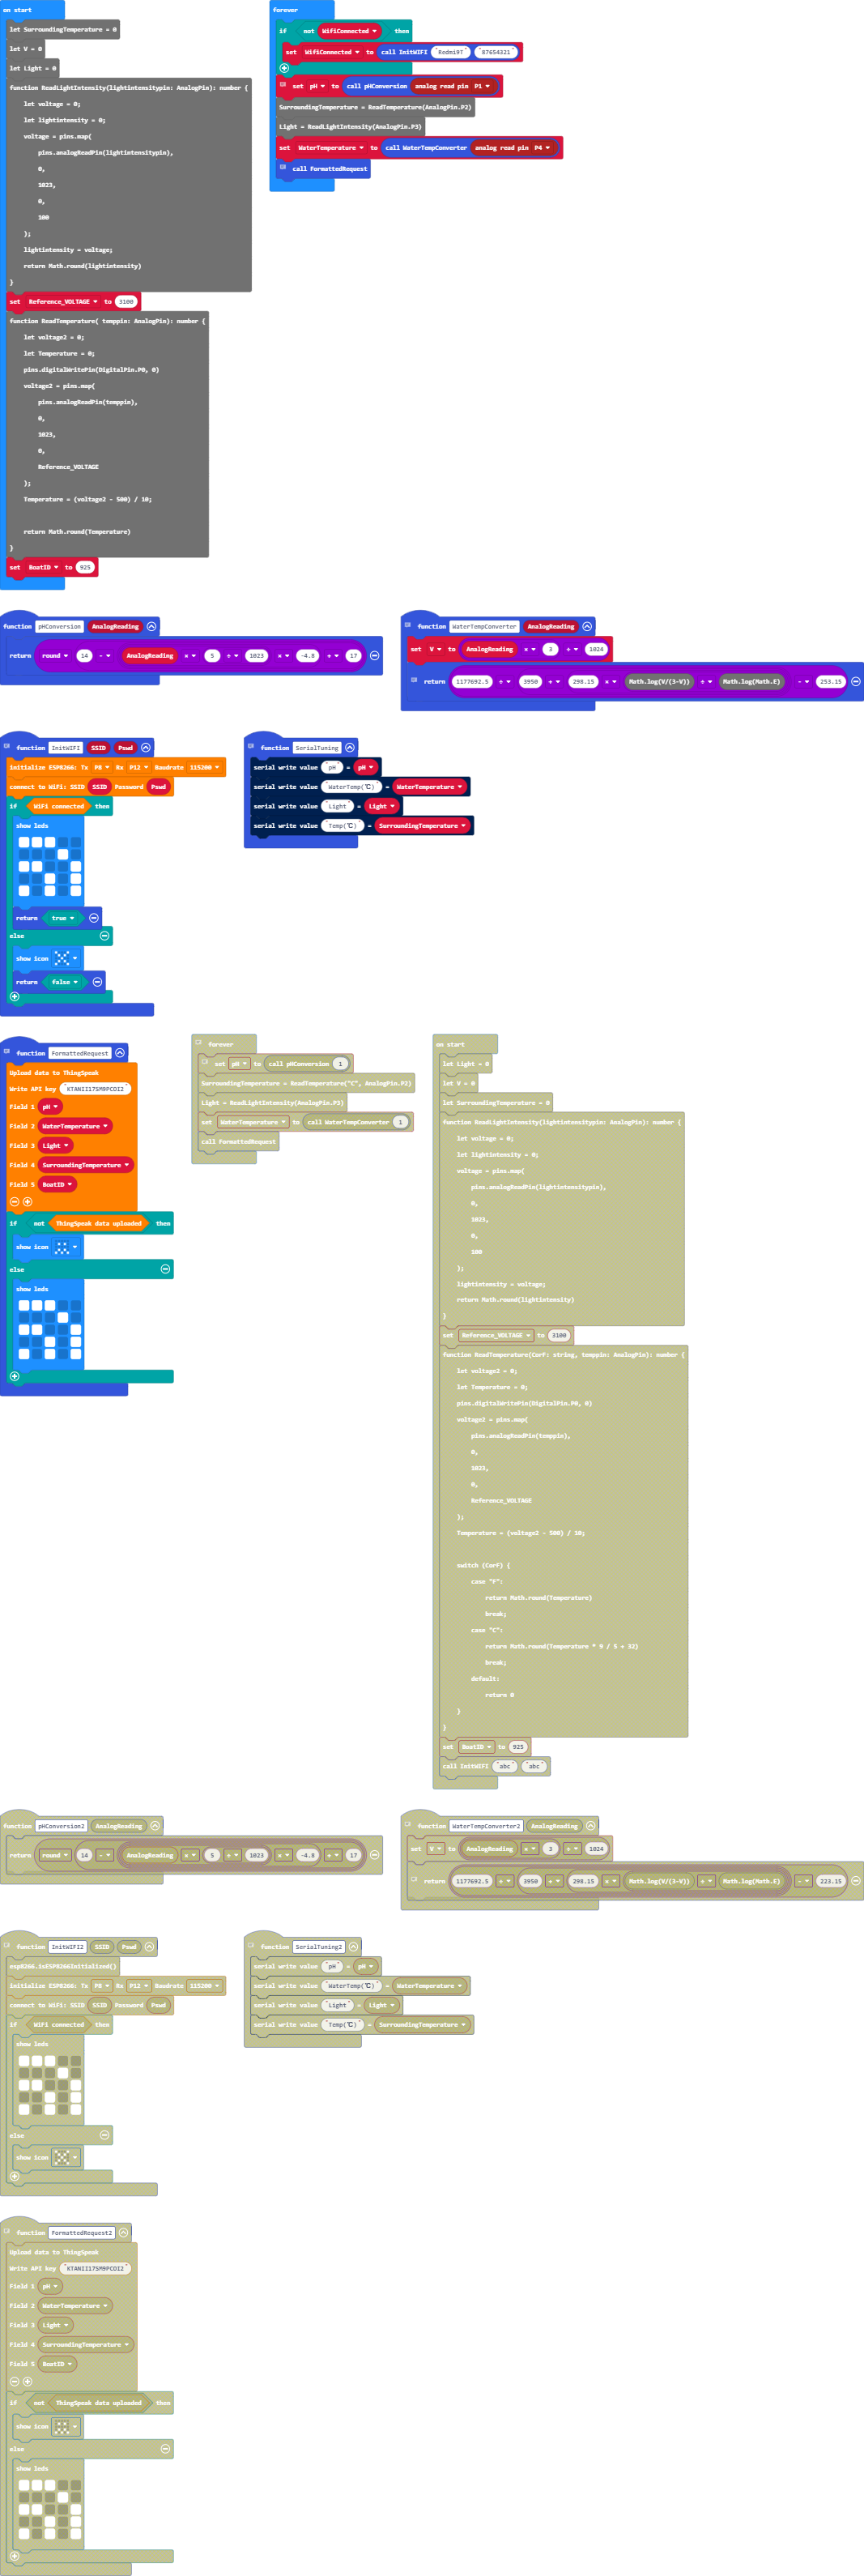 on start
let SurroundingTemperature = 0
let V = 0
let Light = 0
function ReadLightIntensity(lightintensitypin: AnalogPin): number {
let voltage = 0;
let lightintensity = 0;
voltage = pins.map(
pins.analogReadPin(lightintensitypin),
0,
1023,
0,
100
);
lightintensity = voltage;
return Math.round(lightintensity)
}
set Reference_VOLTAGE to 3100
function ReadTemperature( temppin: AnalogPin): number {
let voltage2 = 0;
let Temperature = 0;
pins.digitalWritePin(DigitalPin.P0, 0)
voltage2 = pins.map(
pins.analogReadPin(temppin),
0,
1023,
0,
Reference_VOLTAGE
);
Temperature = (voltage2 - 500) / 10;
return Math.round(Temperature)
}
set BoatID to 925
forever
if not WifiConnected then
set WifiConnected to call InitWIFI "Redmi9T" "87654321"
set pH to call pHConversion analog read pin P1
SurroundingTemperature = ReadTemperature(AnalogPin.P2)
Light = ReadLightIntensity(AnalogPin.P3)
set WaterTemperature to call WaterTempConverter analog read pin P4
call FormattedRequest
function pHConversion AnalogReading
return round 14 - AnalogReading × 5 ÷ 1023 × -4.8 + 17
function WaterTempConverter AnalogReading
set V to AnalogReading × 3 ÷ 1024
return 1177692.5 ÷ 3950 + 298.15 × Math.log(V/(3-V)) ÷ Math.log(Math.E) - 253.15
function InitWIFI SSID Pswd
initialize ESP8266: Tx P8 Rx P12 Baudrate 115200
connect to WiFi: SSID SSID Password Pswd
if WiFi connected then
show leds
return true
else
show icon
return false
function SerialTuning
serial write value "pH" = pH
serial write value "WaterTemp(℃)" = WaterTemperature
serial write value "Light" = Light
serial write value "Temp(℃)" = SurroundingTemperature
function FormattedRequest
Upload data to ThingSpeak
Write API key "KTANII17SM9PCDI2"
Field 1 pH
Field 2 WaterTemperature
Field 3 Light
Field 4 SurroundingTemperature
Field 5 BoatID
if not ThingSpeak data uploaded then
show icon
else
show leds
forever
set pH to call pHConversion 1
SurroundingTemperature = ReadTemperature("C", AnalogPin.P2)
Light = ReadLightIntensity(AnalogPin.P3)
set WaterTemperature to call WaterTempConverter 1
call FormattedRequest
on start
let Light = 0
let V = 0
let SurroundingTemperature = 0
function ReadLightIntensity(lightintensitypin: AnalogPin): number {
let voltage = 0;
let lightintensity = 0;
voltage = pins.map(
pins.analogReadPin(lightintensitypin),
0,
1023,
0,
100
);
lightintensity = voltage;
return Math.round(lightintensity)
}
set Reference_VOLTAGE to 3100
function ReadTemperature(CorF: string, temppin: AnalogPin): number {
let voltage2 = 0;
let Temperature = 0;
pins.digitalWritePin(DigitalPin.P0, 0)
voltage2 = pins.map(
pins.analogReadPin(temppin),
0,
1023,
0,
Reference_VOLTAGE
);
Temperature = (voltage2 - 500) / 10;
switch (CorF) {
case "F":
return Math.round(Temperature)
break;
case "C":
return Math.round(Temperature * 9 / 5 + 32)
break;
default:
return 0
}
}
set BoatID to 925
call InitWIFI "abc" "abc"
function pHConversion2 AnalogReading
return round 14 - AnalogReading × 5 ÷ 1023 × -4.8 + 17
function WaterTempConverter2 AnalogReading
set V to AnalogReading × 3 ÷ 1024
return 1177692.5 ÷ 3950 + 298.15 × Math.log(V/(3-V)) ÷ Math.log(Math.E) - 223.15
function InitWIFI2 SSID Pswd
esp8266.isESP8266Initialized()
initialize ESP8266: Tx P8 Rx P12 Baudrate 115200
connect to WiFi: SSID SSID Password Pswd
if WiFi connected then
show leds
else
show icon
function SerialTuning2
serial write value "pH" = pH
serial write value "WaterTemp(℃)" = WaterTemperature
serial write value "Light" = Light
serial write value "Temp(℃)" = SurroundingTemperature
function FormattedRequest2
Upload data to ThingSpeak
Write API key "KTANII17SM9PCDI2"
Field 1 pH
Field 2 WaterTemperature
Field 3 Light
Field 4 SurroundingTemperature
Field 5 BoatID
if not ThingSpeak data uploaded then
show icon
else
show leds